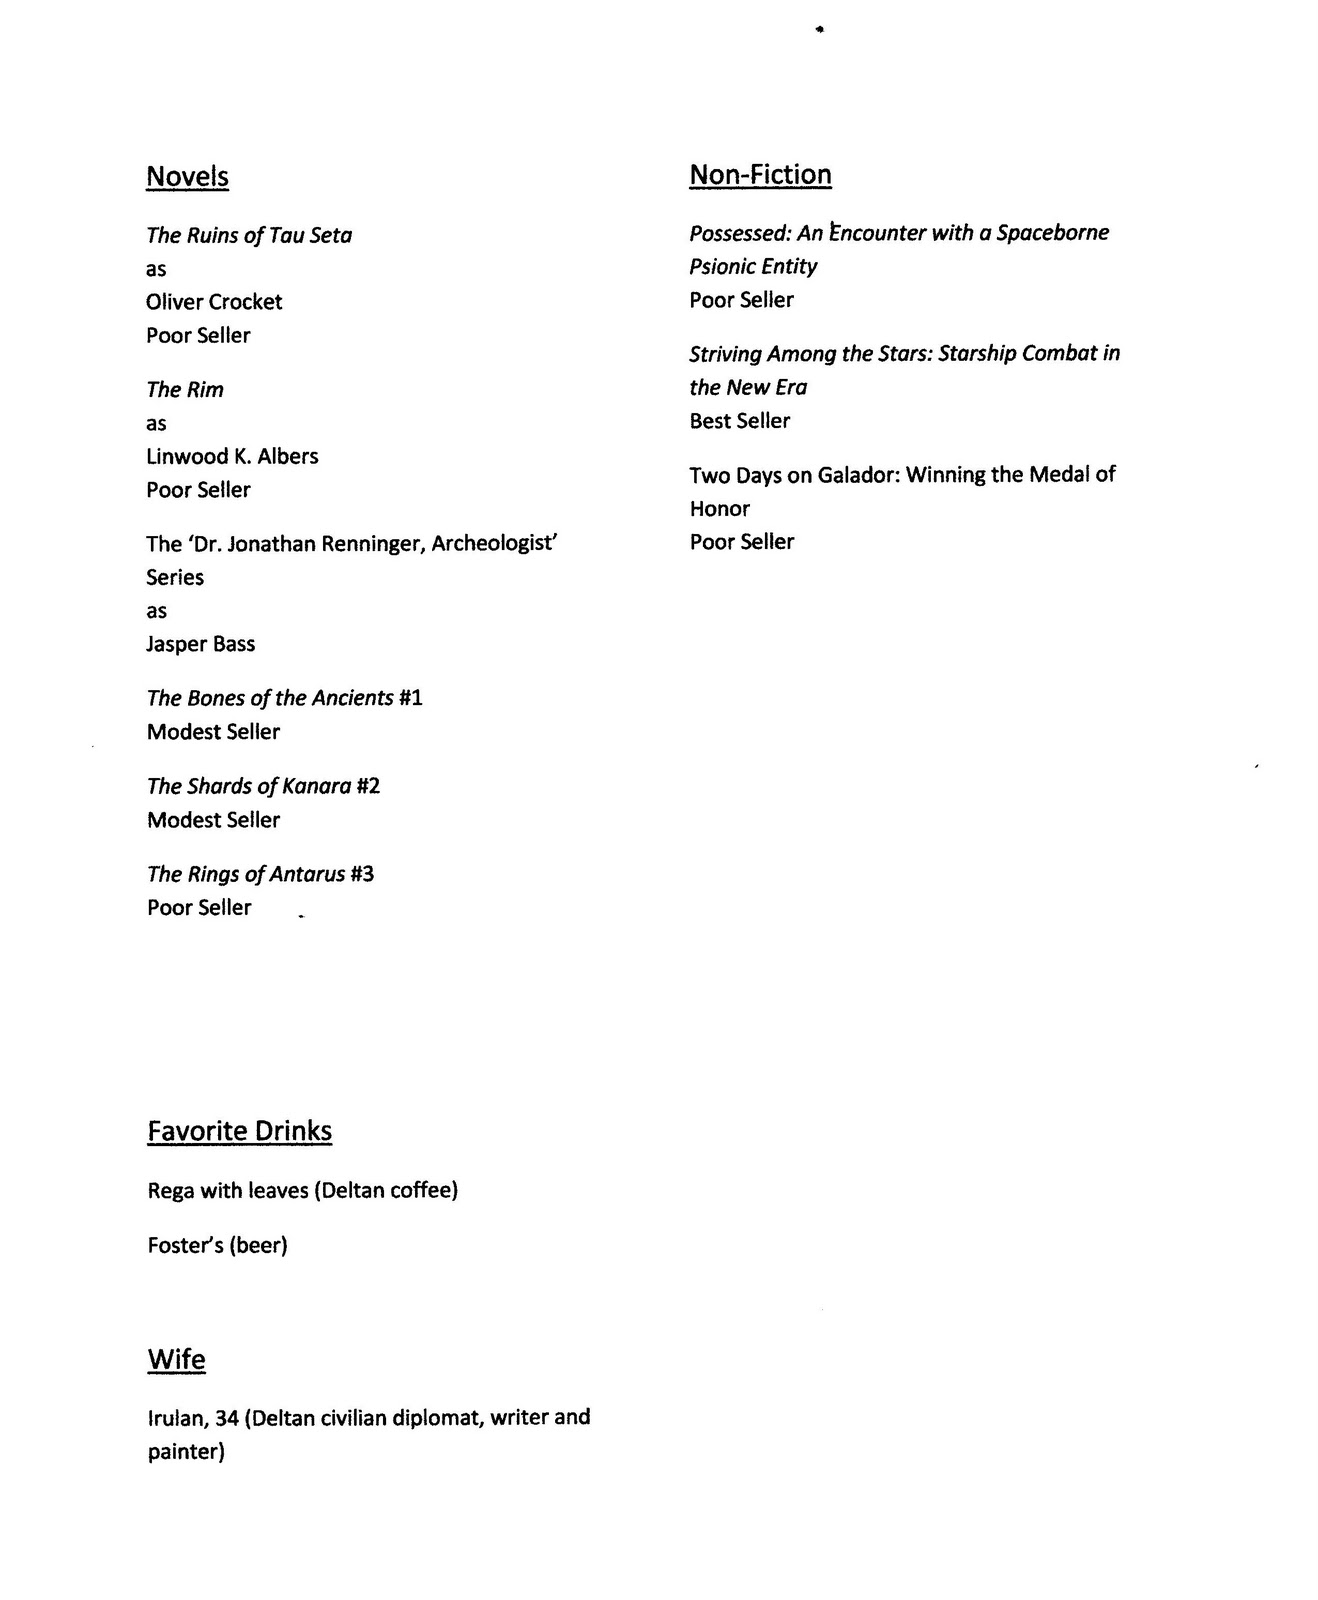 Novels
The Ruins of Tau Seta
as
Oliver Crocket
Poor Seller
The Rim
as
Linwood K. Albers
Poor Seller
The ‘Dr. Jonathan Renninger, Archeologist’
Series
as
Jasper Bass
The Bones of the Ancients #1
Modest Seller
The Shards of Kanara #2
Modest Seller
The Rings of Antarus #3
Poor Seller
Non-Fiction
Possessed: An Encounter with a Spaceborne
Psionic Entity
Poor Seller
Striving Among the Stars: Starship Combat in
the New Era
Best Seller
Two Days on Galador: Winning the Medal of
Honor
Poor Seller
Favorite Drinks
Rega with leaves (Deltan coffee)
Foster’s (beer)
Wife
Irulan, 34 (Deltan civilian diplomat, writer and
painter)